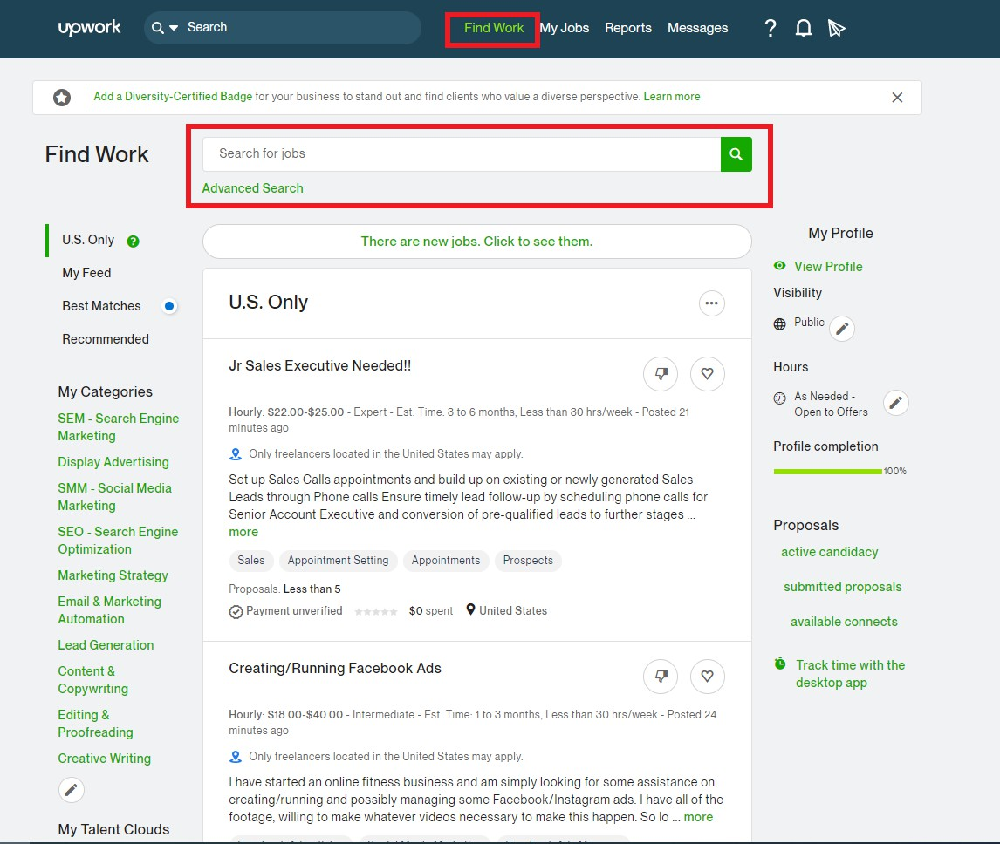 upwork
Search
Find Work
My Jobs
Reports
Messages
?
Add a Diversity-Certified Badge for your business to stand out and find clients who value a diverse perspective. Learn more
Find Work
Search for jobs
Advanced Search
U.S. Only ?
My Feed
Best Matches
Recommended
My Categories
SEM - Search Engine
Marketing
Display Advertising
SMM - Social Media
Marketing
SEO - Search Engine
Optimization
Marketing Strategy
Email & Marketing
Automation
Lead Generation
Content &
Copywriting
Editing &
Proofreading
Creative Writing
My Talent Clouds
There are new jobs. Click to see them.
U.S. Only
Jr Sales Executive Needed!!
Hourly: $22.00-$25.00 - Expert - Est. Time: 3 to 6 months, Less than 30 hrs/week - Posted 21
minutes ago
Only freelancers located in the United States may apply.
Set up Sales Calls appointments and build up on existing or newly generated Sales
Leads through Phone calls Ensure timely lead follow-up by scheduling phone calls for
Senior Account Executive and conversion of pre-qualified leads to further stages ...
more
Sales
Appointment Setting
Appointments
Prospects
Proposals: Less than 5
Payment unverified
$0 spent
United States
Creating/Running Facebook Ads
Hourly: $18.00-$40.00 - Intermediate - Est. Time: 1 to 3 months, Less than 30 hrs/week - Posted 24
minutes ago
Only freelancers located in the United States may apply.
I have started an online fitness business and am simply looking for some assistance on
creating/running and possibly managing some Facebook/Instagram ads. I have all of the
footage, willing to make whatever videos necessary to make this happen. So lo ... more
My Profile
View Profile
Visibility
Public
Hours
As Needed -
Open to Offers
Profile completion
100%
Proposals
active candidacy
submitted proposals
available connects
Track time with the
desktop app